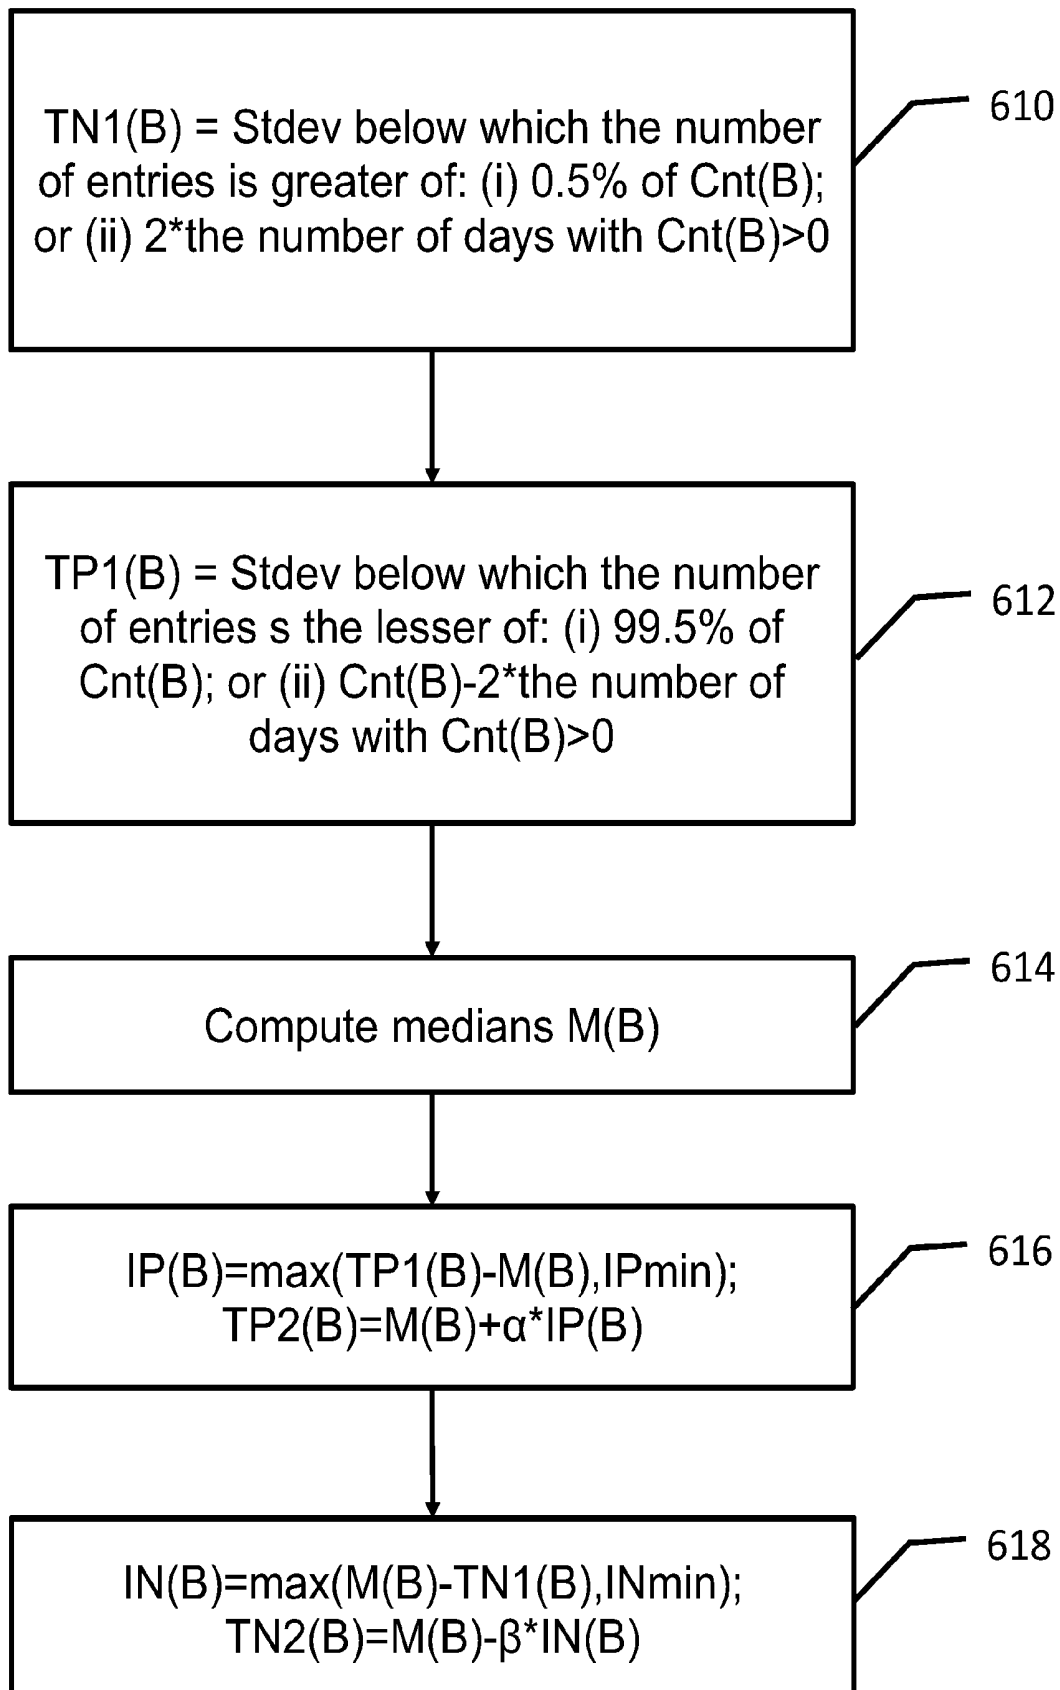 TN1(B) = Stdev below which the number
of entries is greater of: (i) 0.5% of Cnt(B);
or (ii) 2*the number of days with Cnt(B)>0
610
TP1(B) = Stdev below which the number
of entries s the lesser of: (i) 99.5% of
Cnt(B); or (ii) Cnt(B)-2*the number of
days with Cnt(B)>0
612
Compute medians M(B)
614
IP(B)=max(TP1(B)-M(B),IPmin);
TP2(B)=M(B)+α*IP(B)
616
IN(B)=max(M(B)-TN1(B),INmin);
TN2(B)=M(B)-β*IN(B)
618